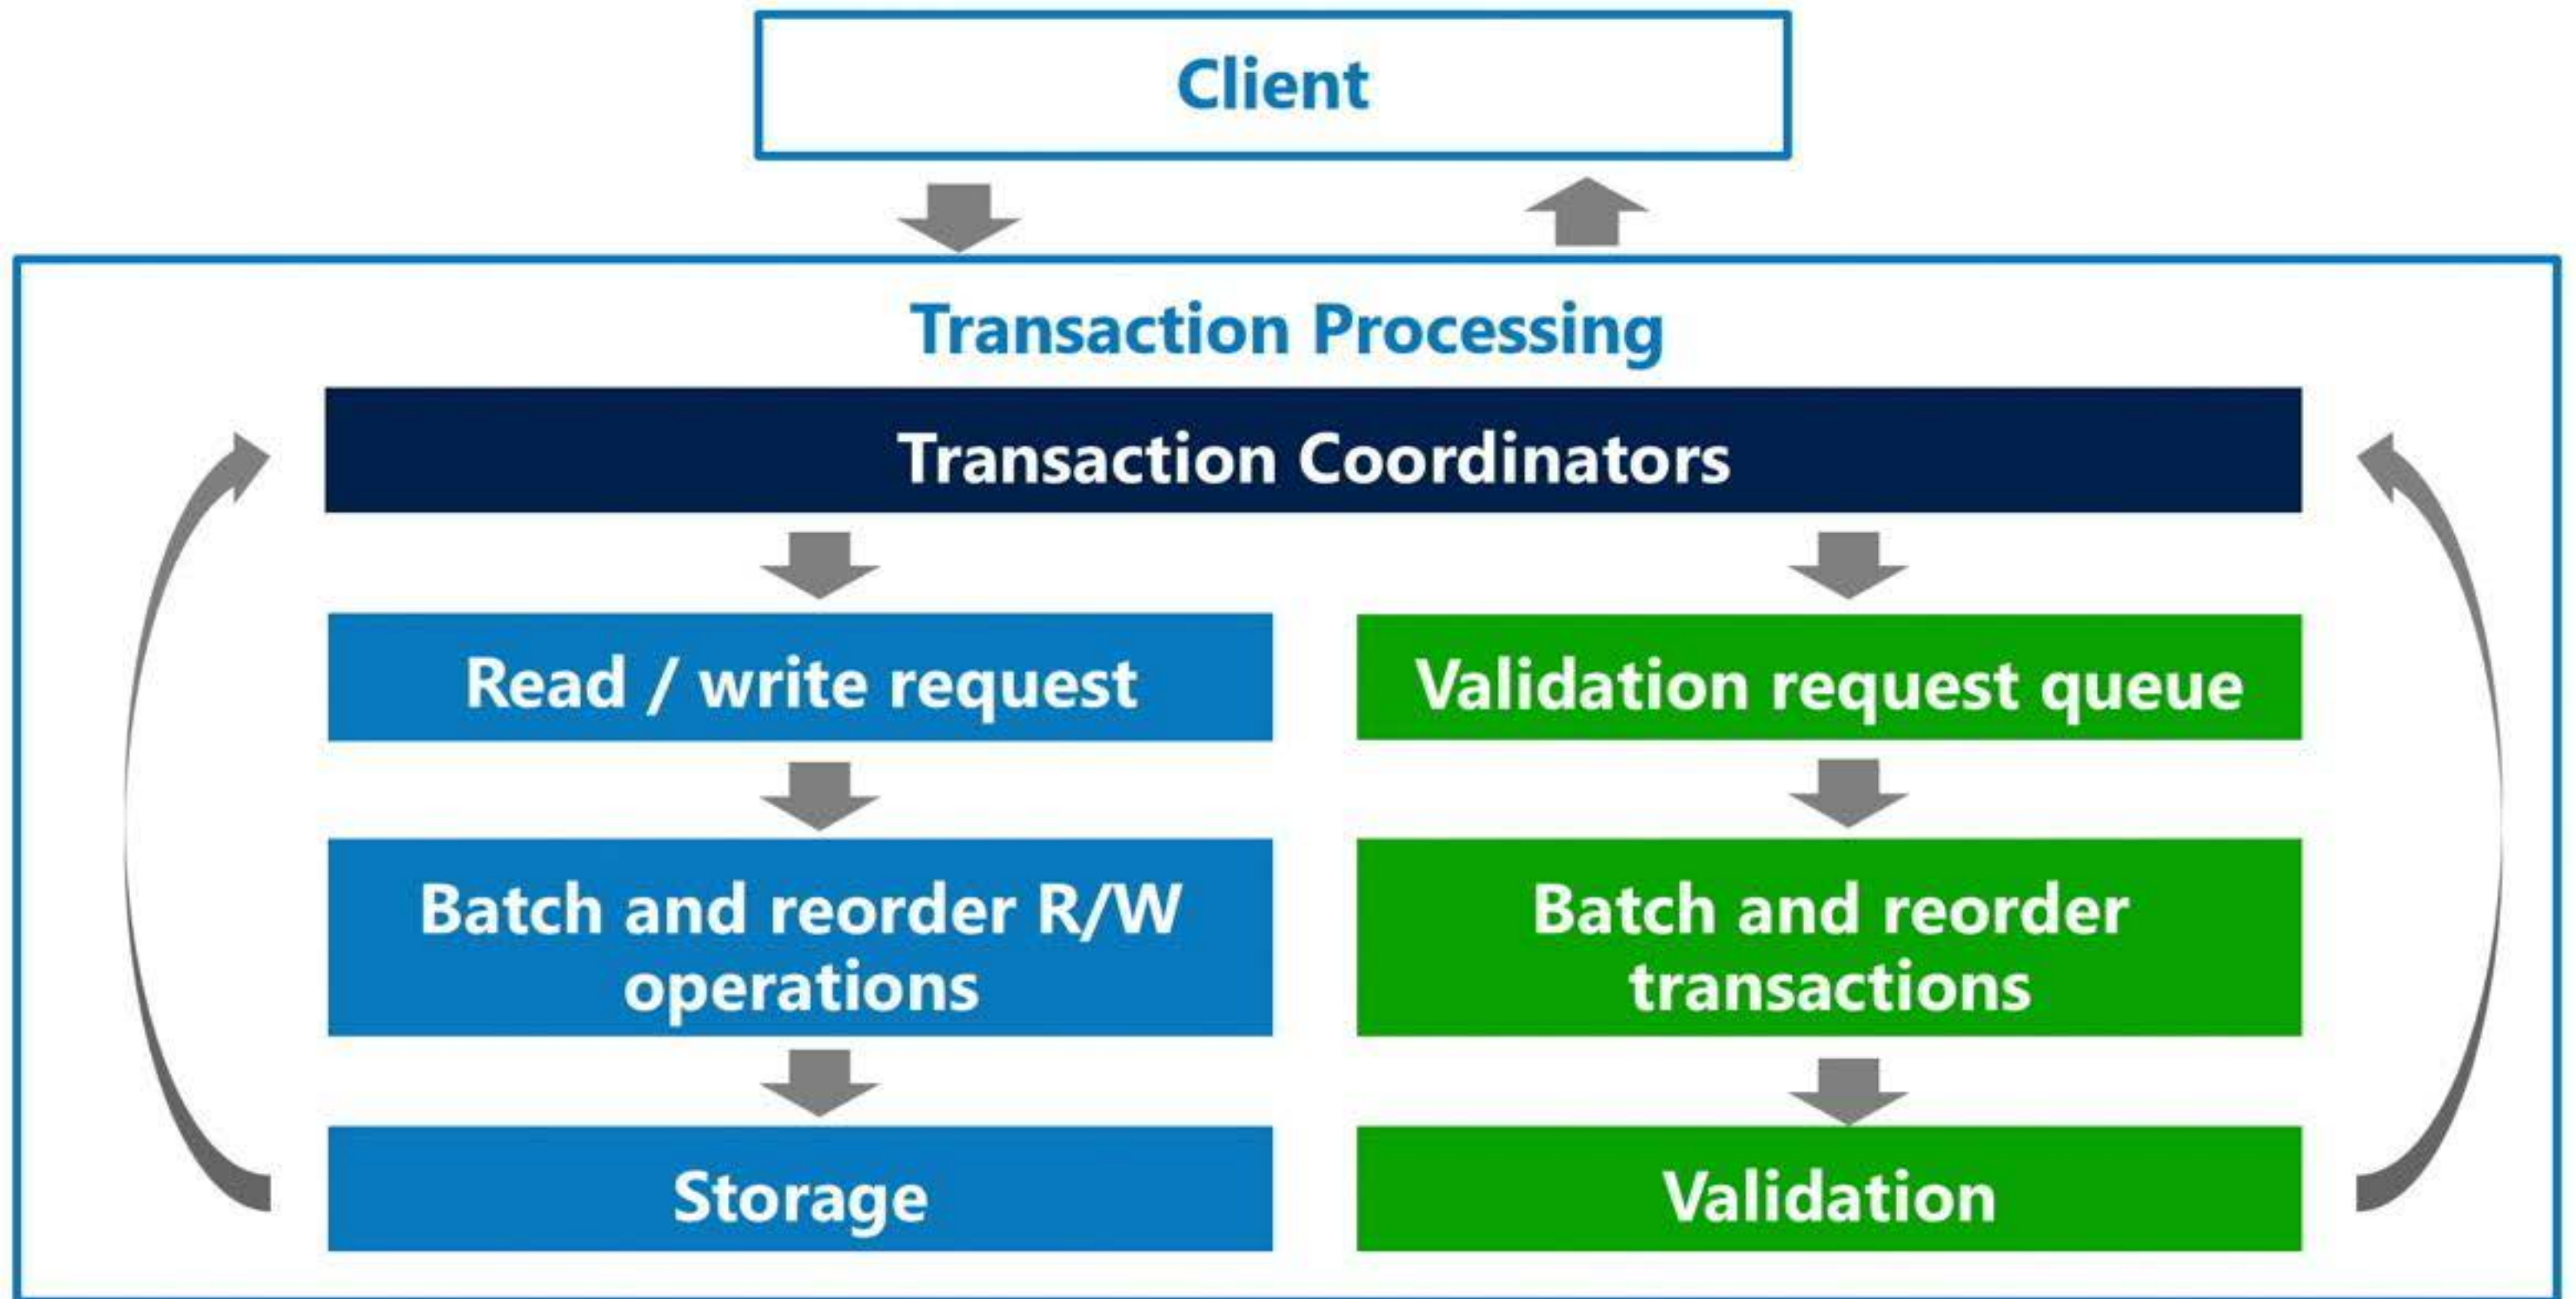 Client
Transaction Processing
Transaction Coordinators
Read / write request
Validation request queue
Batch and reorder R/W
operations
Batch and reorder
transactions
Storage
Validation